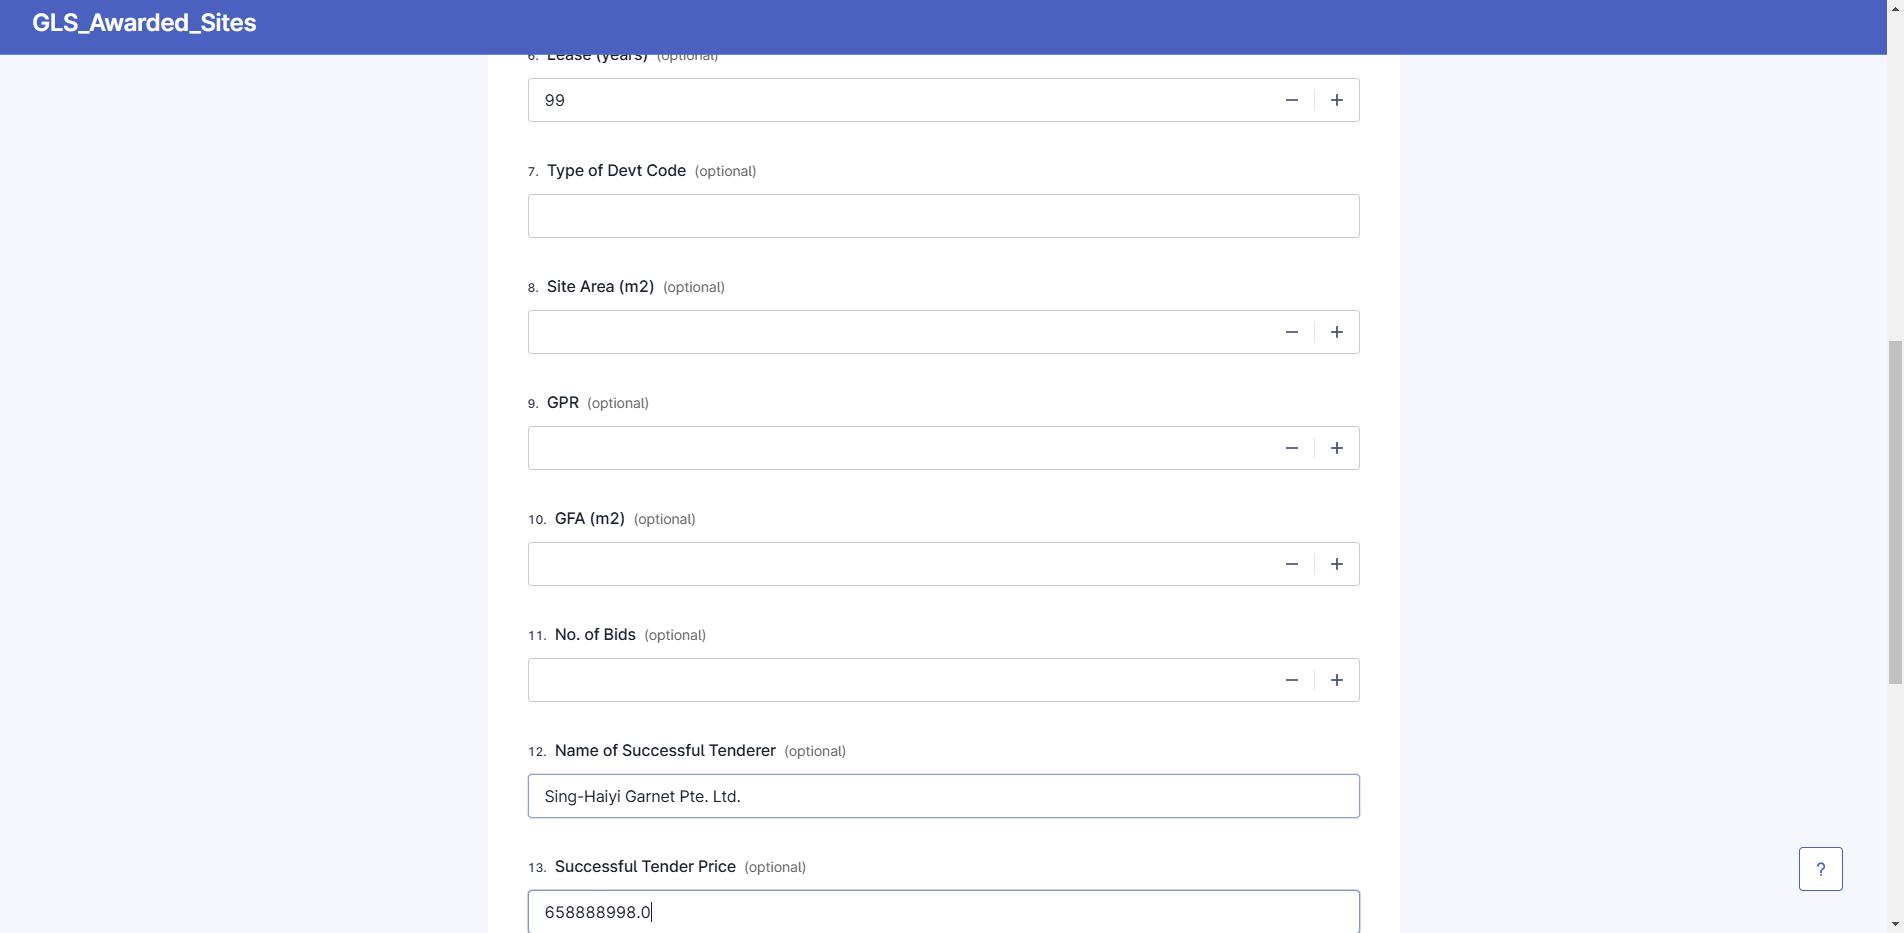 GLS_Awarded_Sites
6. Lease (years) (optional)
99
7. Type of Devt Code (optional)
8. Site Area (m2) (optional)
9. GPR (optional)
10. GFA (m2) (optional)
11. No. of Bids (optional)
12. Name of Successful Tenderer (optional)
Sing-Haiyi Garnet Pte. Ltd.
13. Successful Tender Price (optional)
658888998.0
?